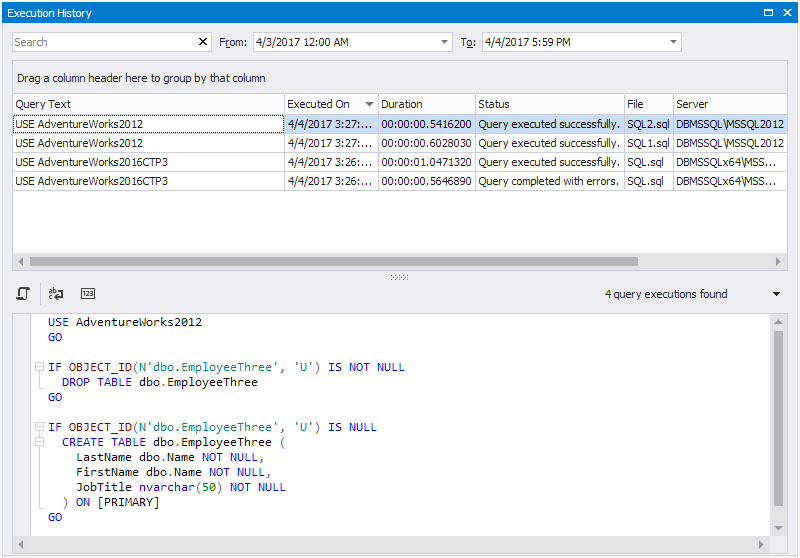 Execution History
Search From: 4/3/2017 12:00 AM To: 4/4/2017 5:59 PM
Drag a column header here to group by that column
Query Text Executed On Duration Status File Server
USE AdventureWorks2012 4/4/2017 3:27:... 00:00:00.5416200 Query executed successfully. SQL2.sql DBMSSQL\MSSQL2012
USE AdventureWorks2012 4/4/2017 3:27:... 00:00:00.6028030 Query executed successfully. SQL1.sql DBMSSQL\MSSQL2012
USE AdventureWorks2016CTP3 4/4/2017 3:26:... 00:00:01.0471320 Query executed successfully. SQL.sql DBMSSQLx64\MSS...
USE AdventureWorks2016CTP3 4/4/2017 3:26:... 00:00:00.5646890 Query completed with errors. SQL.sql DBMSSQLx64\MSS...
ab c 123 4 query executions found
USE AdventureWorks2012
GO
IF OBJECT_ID(N'dbo.EmployeeThree', 'U') IS NOT NULL
DROP TABLE dbo.EmployeeThree
GO
IF OBJECT_ID(N'dbo.EmployeeThree', 'U') IS NULL
CREATE TABLE dbo.EmployeeThree (
LastName dbo.Name NOT NULL,
FirstName dbo.Name NOT NULL,
JobTitle nvarchar(50) NOT NULL
) ON [PRIMARY]
GO